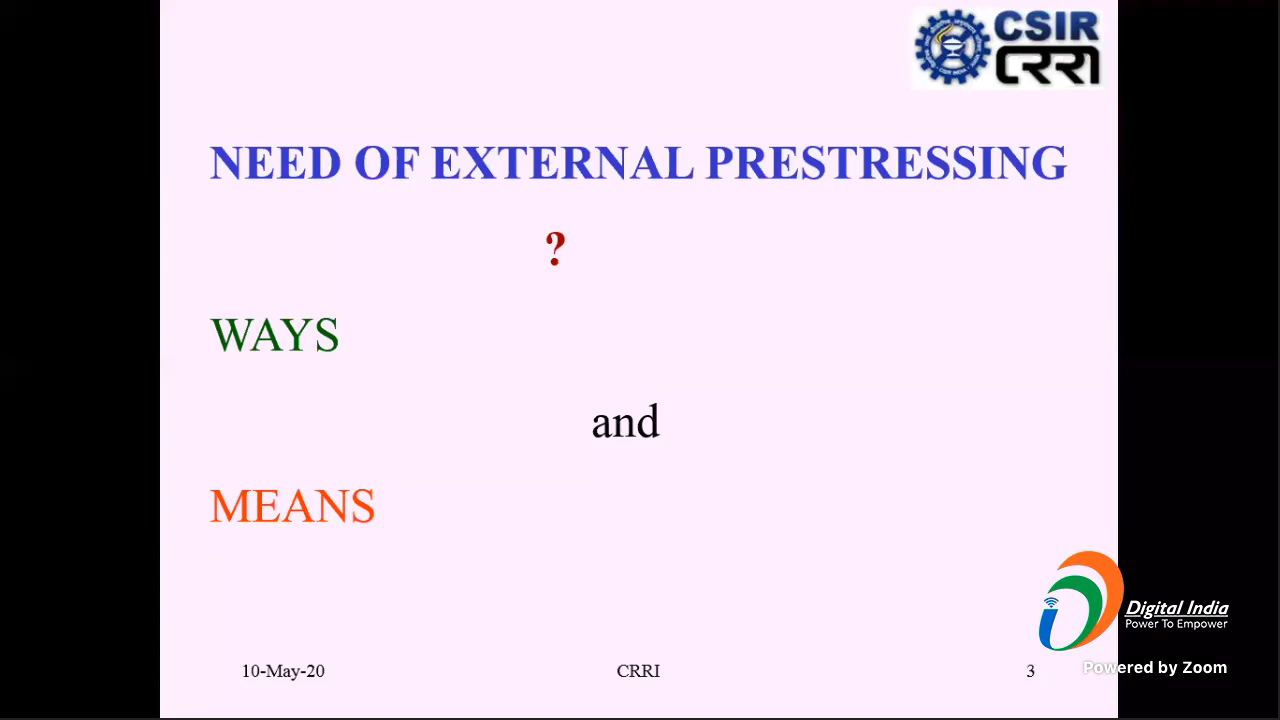 CSIR
CRRI
NEED OF EXTERNAL PRESTRESSING
?
WAYS
and
MEANS
Digital India
Power To Empower
10-May-20
CRRI
3
Powered by Zoom